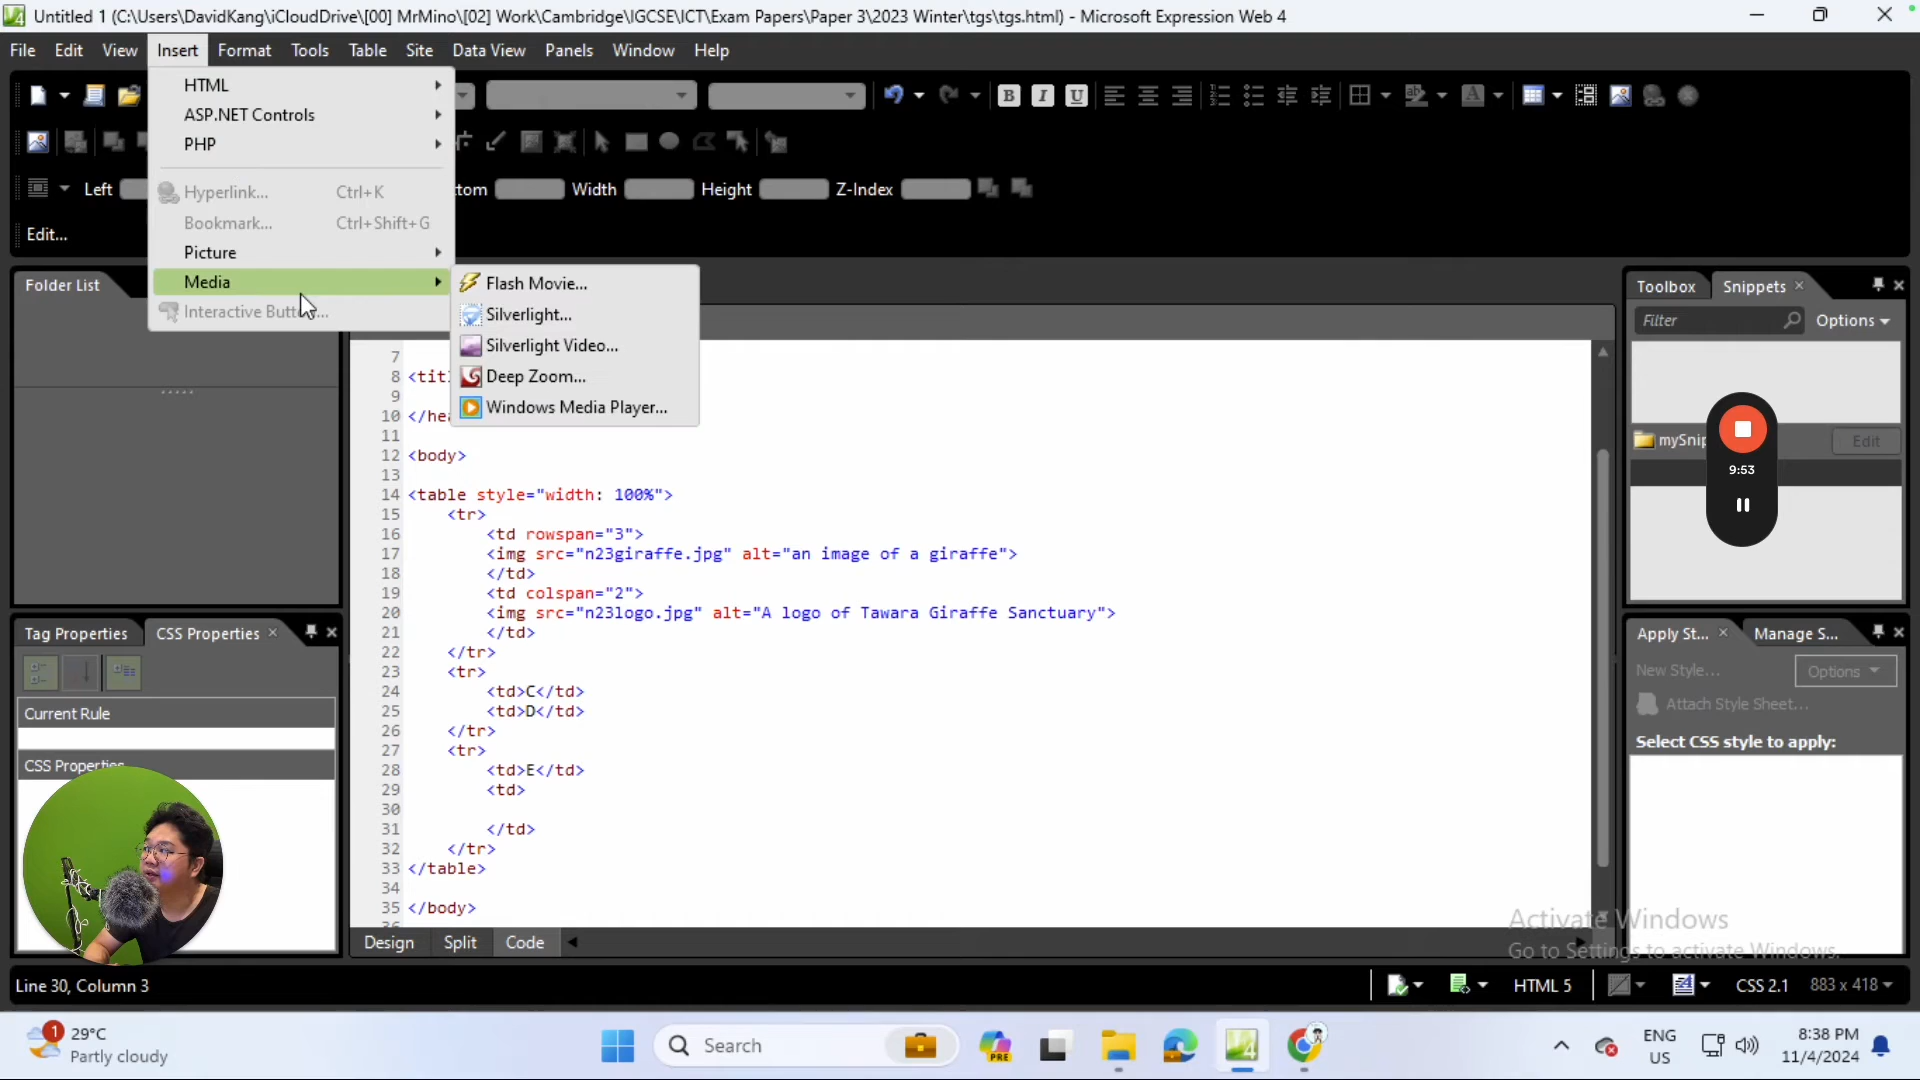 Untitled 1 (C:\Users\DavidKang\iCloudDrive\[00] MrMino\[02] Work\Cambridge\IGCSE\ICT\Exam Papers\Paper 3\2023 Winter\tgs\tgs.html) - Microsoft Expression Web 4
File Edit View Insert Format Tools Table Site Data View Panels Window Help
HTML
ASP.NET Controls
PHP
Hyperlink... Ctrl+K
Bookmark... Ctrl+Shift+G
Picture
Media
Interactive Butt...
Flash Movie...
Silverlight...
Silverlight Video...
Deep Zoom...
Windows Media Player...
B I U
Left tom Width Height Z-Index
Edit...
Folder List
Toolbox Snippets
Filter Options
mySnip Edit
9:53
7
8 <tit
9
10 </hea
11
12 <body>
13
14 <table style="width: 100%">
15 <tr>
16 <td rowspan="3">
17 <img src="n23giraffe.jpg" alt="an image of a giraffe">
18 </td>
19 <td colspan="2">
20 <img src="n23logo.jpg" alt="A logo of Tawara Giraffe Sanctuary">
21 </td>
22 </tr>
23 <tr>
24 <td>C</td>
25 <td>D</td>
26 </tr>
27 <tr>
28 <td>E</td>
29 <td>
30
31 </td>
32 </tr>
33 </table>
34
35 </body>
Tag Properties CSS Properties
Current Rule
CSS Properties
Apply St... Manage S...
New Style... Options
Attach Style Sheet...
Select CSS style to apply:
Activate Windows
Go to Settings to activate Windows.
Design Split Code
Line 30, Column 3
HTML 5 CSS 2.1 883 x 418
1 29°C
Partly cloudy
Search
PRE
4
ENG
US
8:38 PM
11/4/2024